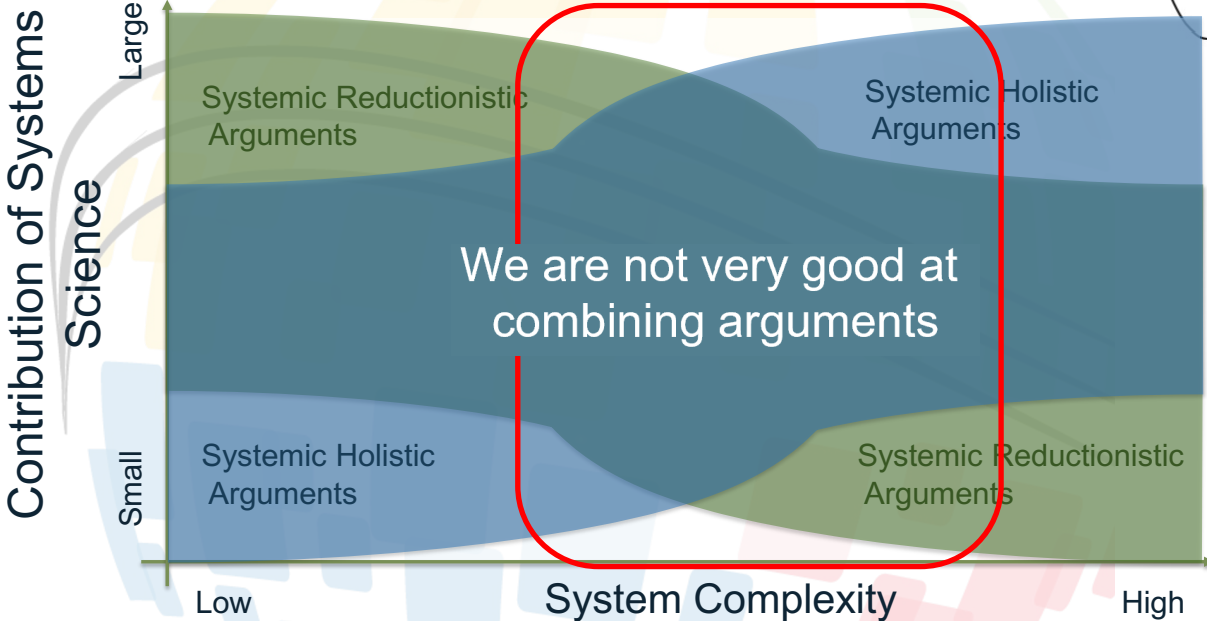 Contribution of Systems
Science
Large
Small
Systemic Reductionistic
Arguments
Systemic Holistic
Arguments
We are not very good at
combining arguments
Systemic Holistic
Arguments
Systemic Reductionistic
Arguments
Low
System Complexity
High